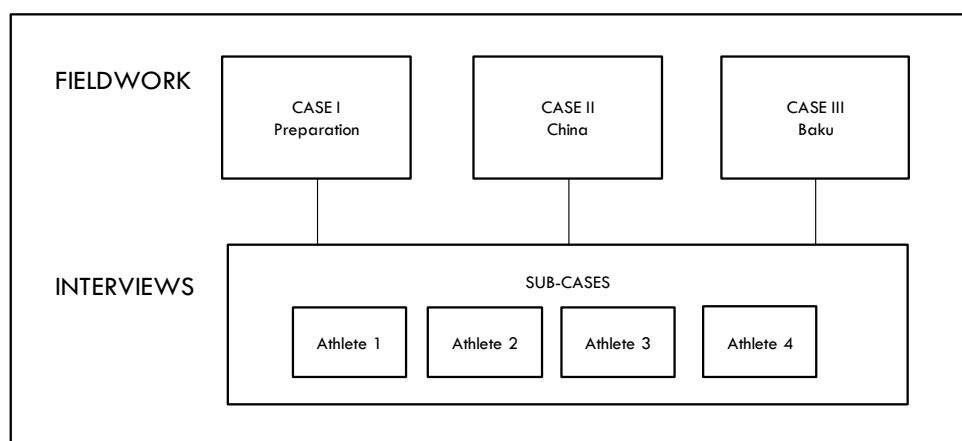 FIELDWORK
CASE I
Preparation
CASE II
China
CASE III
Baku
INTERVIEWS
SUB-CASES
Athlete 1
Athlete 2
Athlete 3
Athlete 4